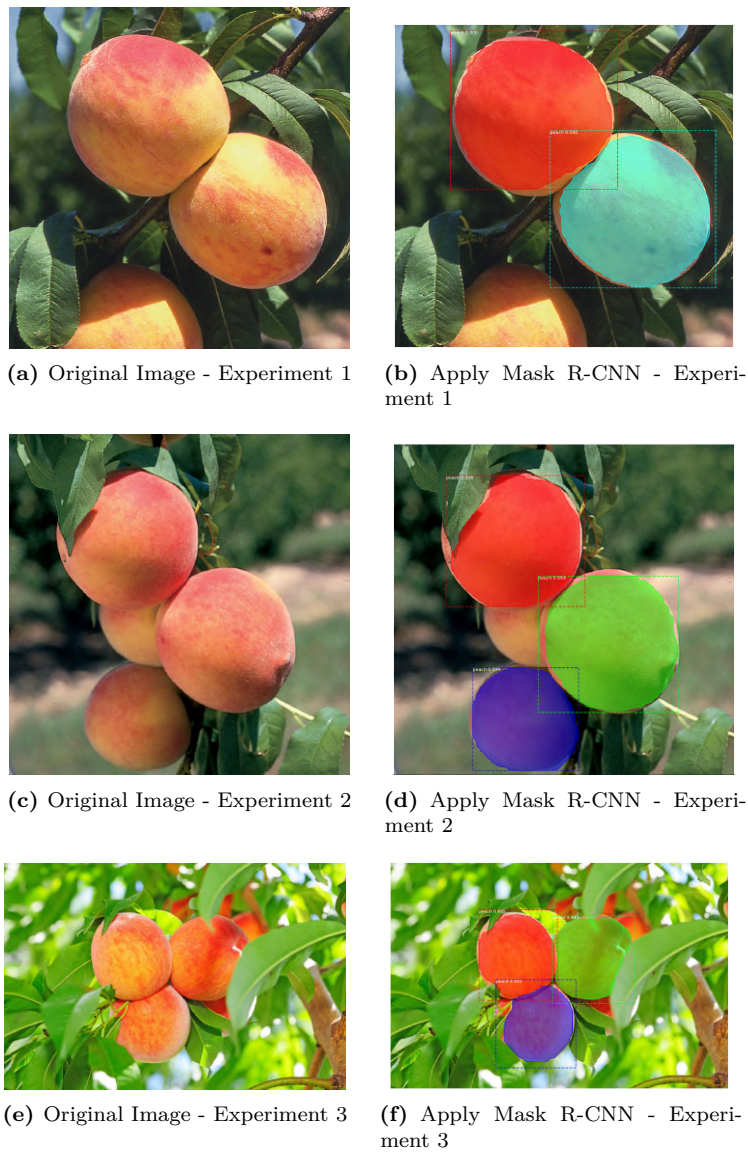 (a) Original Image - Experiment 1
(b) Apply Mask R-CNN - Experi-
ment 1
(c) Original Image - Experiment 2
(d) Apply Mask R-CNN - Experi-
ment 2
(e) Original Image - Experiment 3
(f) Apply Mask R-CNN - Experi-
ment 3